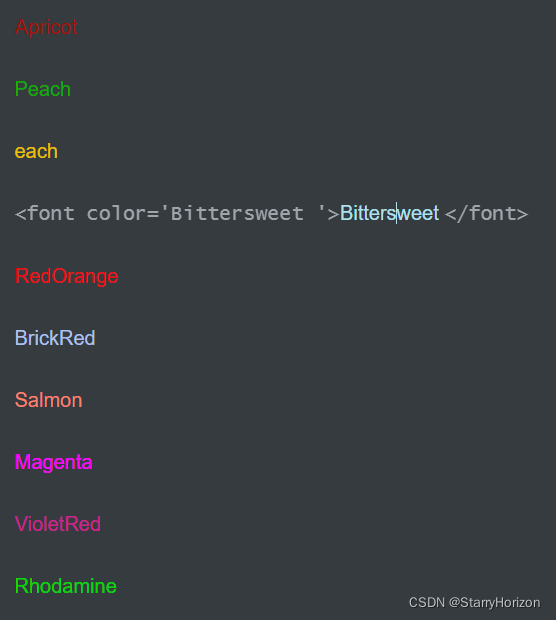 Apricot
Peach
each
<font color='Bittersweet '>Bittersweet </font>
RedOrange
BrickRed
Salmon
Magenta
VioletRed
Rhodamine
CSDN @StarryHorizon